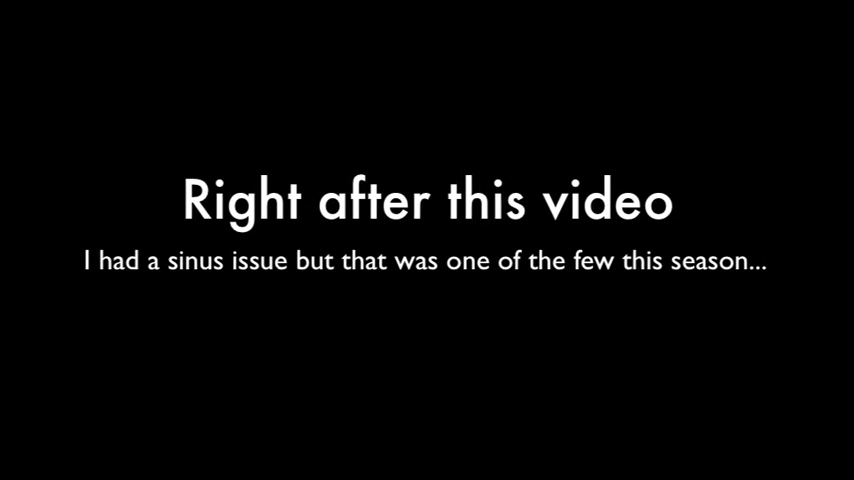 Right after this video
I had a sinus issue but that was one of the few this season...